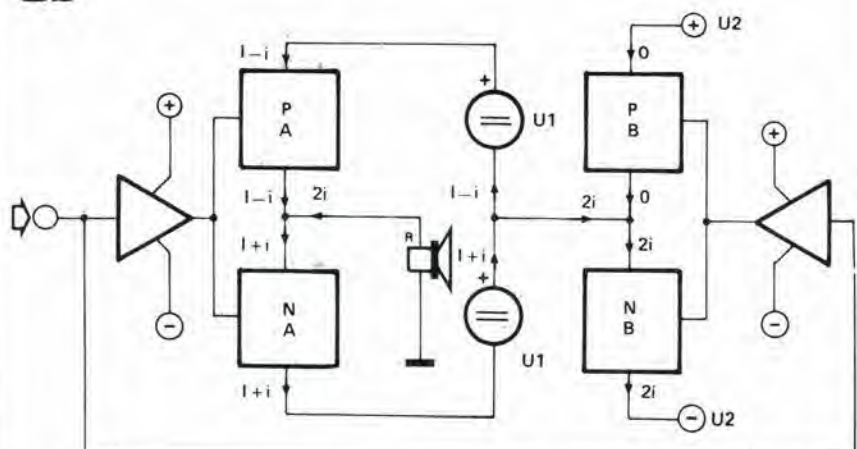 + U2
I–i 0
+
+ P A U1 P B +
I–i 2i I–i 2i 0
I+i R I+i 2i
+
N A N B
– U1 –
I+i 2i
– U2